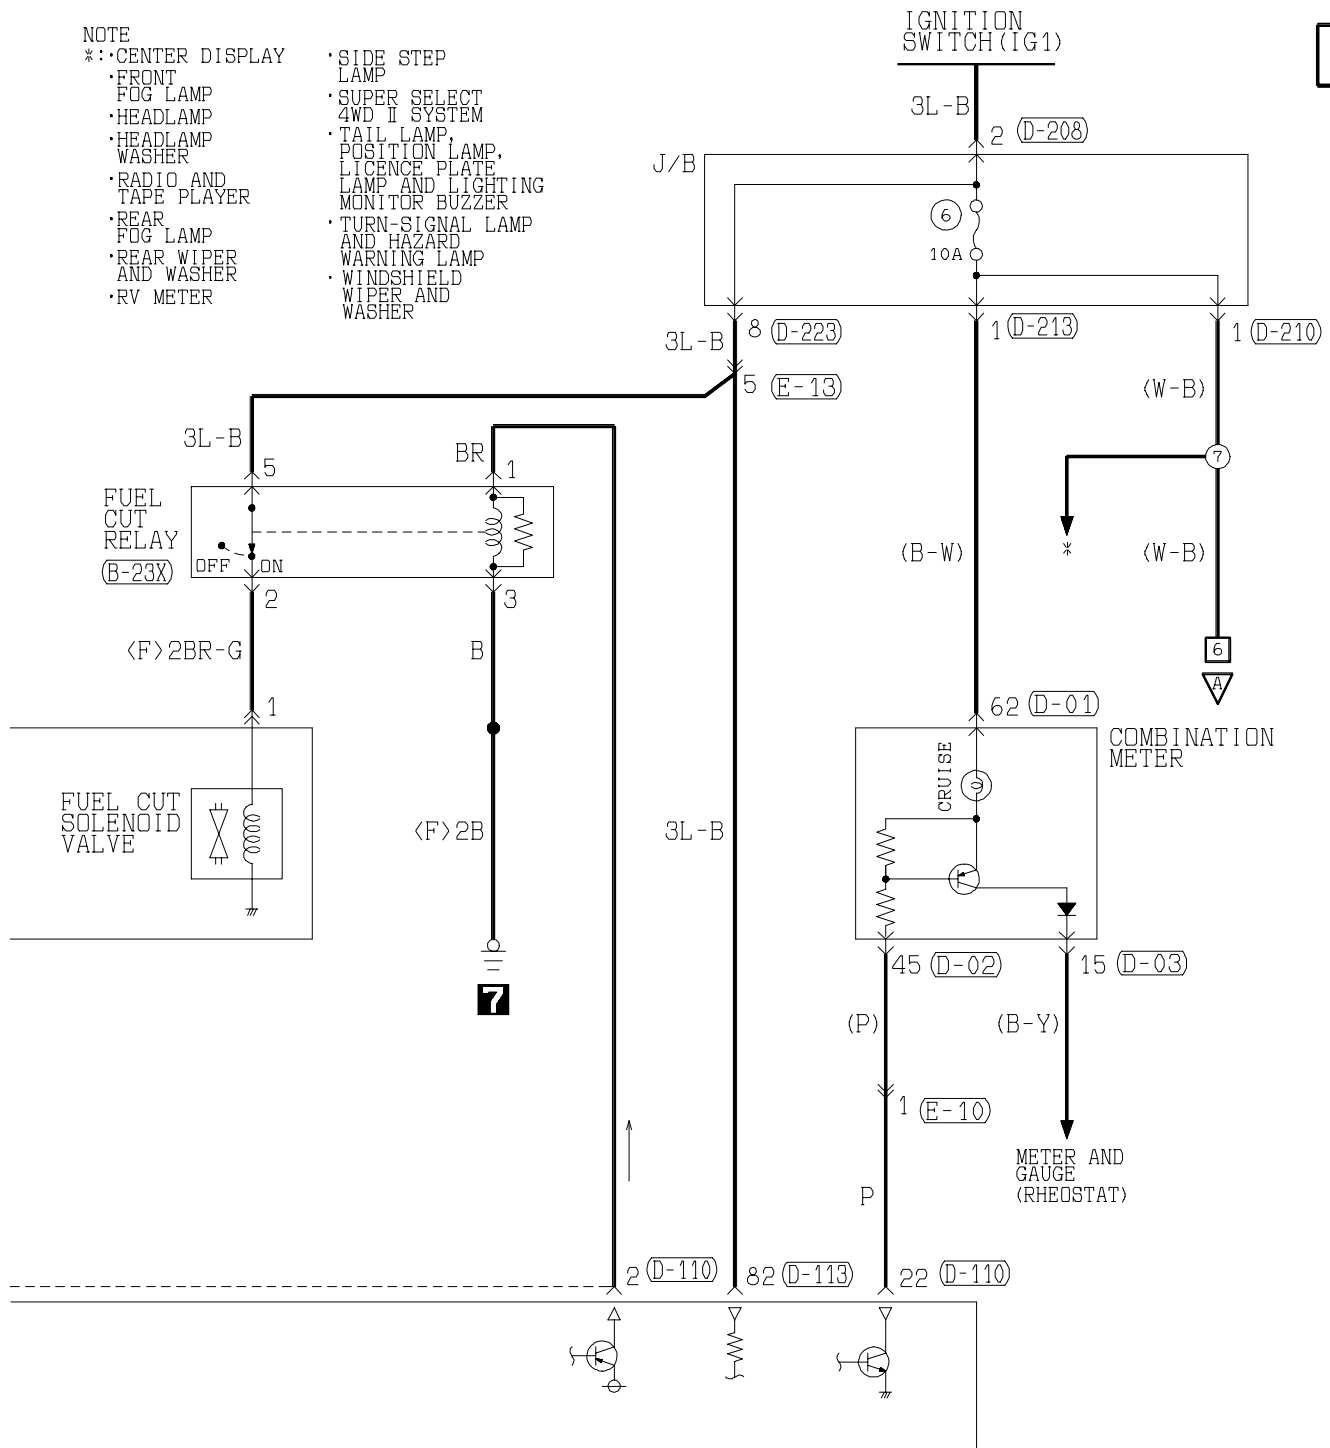 NOTE
*:·CENTER DISPLAY
·FRONT
FOG LAMP
·HEADLAMP
·HEADLAMP
WASHER
·RADIO AND
TAPE PLAYER
·REAR
FOG LAMP
·REAR WIPER
AND WASHER
·RV METER
·SIDE STEP
LAMP
·SUPER SELECT
4WD Ⅱ SYSTEM
·TAIL LAMP,
POSITION LAMP,
LICENCE PLATE
LAMP AND LIGHTING
MONITOR BUZZER
·TURN-SIGNAL LAMP
AND HAZARD
WARNING LAMP
·WINDSHIELD
WIPER AND
WASHER
IGNITION
SWITCH(IG1)
3L-B
2 (D-208)
J/B
6
10A
8 (D-223)
1 (D-213)
1 (D-210)
3L-B
5 (E-13)
(W-B)
3L-B
BR
7
5
1
FUEL
CUT
RELAY
(B-23X)
OFF
ON
(B-W)
*
(W-B)
2
3
<F>2BR-G
B
6
A
1
62 (D-01)
COMBINATION
METER
CRUISE
FUEL CUT
SOLENOID
VALVE
<F>2B
3L-B
45 (D-02)
15 (D-03)
7
(P)
(B-Y)
1 (E-10)
METER AND
GAUGE
(RHEOSTAT)
P
2 (D-110)
82 (D-113)
22 (D-110)